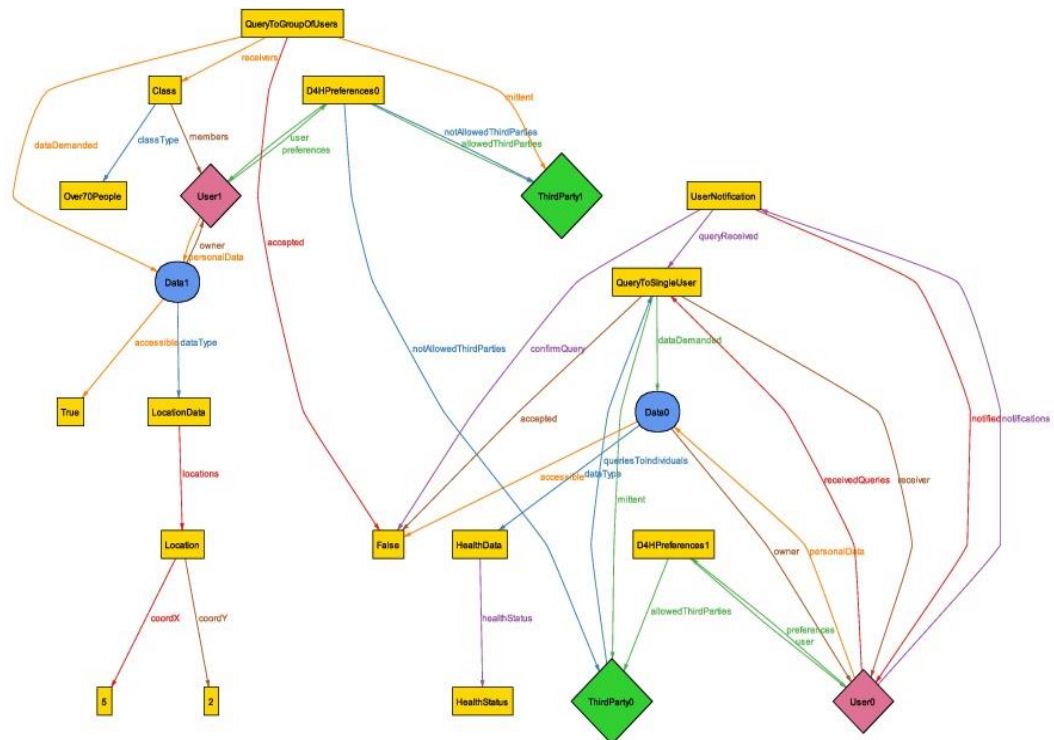 QueryToGroupOfUsers
receivers
Class
D4HPreferences0
mittent
notAllowedThirdParties
allowedThirdParties
user
preferences
members
classType
dataDemanded
Over70People
User1
ThirdParty1
UserNotification
queryReceived
accepted
owner
personalData
Data1
QueryToSingleUser
accessible
dataType
notAllowedThirdParties
confirmQuery
dataDemanded
True
LocationData
accepted
Data0
notified
notifications
queriesToIndividuals
dataType
accessible
receivedQueries
receiver
locations
mittent
Location
False
HealthData
D4HPreferences1
owner
personalData
coordX
coordY
healthStatus
allowedThirdParties
preferences
user
5
2
HealthStatus
ThirdParty0
User0